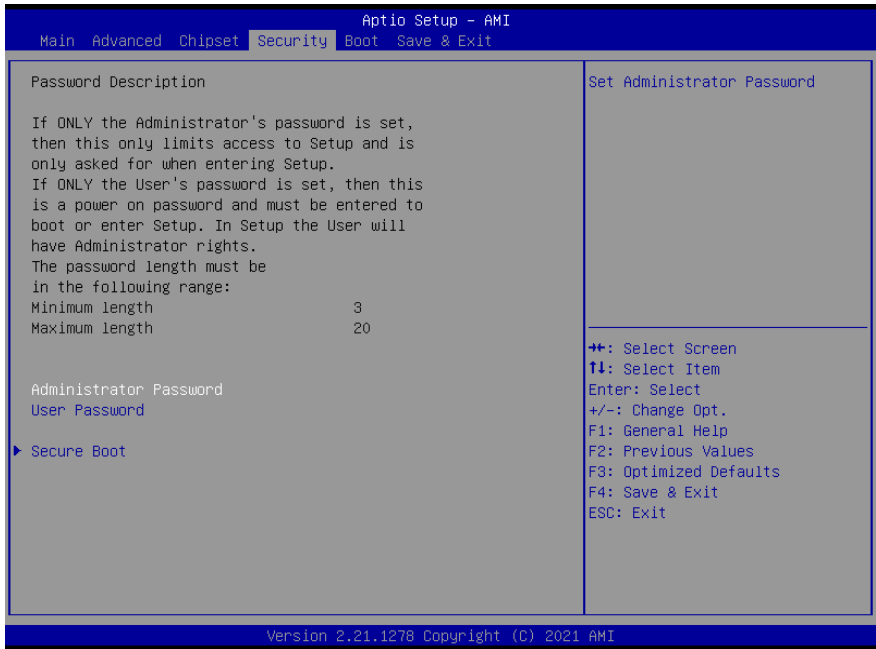 Aptio Setup – AMI
Main Advanced Chipset Security Boot Save & Exit
Password Description
If ONLY the Administrator's password is set,
then this only limits access to Setup and is
only asked for when entering Setup.
If ONLY the User's password is set, then this
is a power on password and must be entered to
boot or enter Setup. In Setup the User will
have Administrator rights.
The password length must be
in the following range:
Minimum length 3
Maximum length 20
Administrator Password
User Password
Secure Boot
Set Administrator Password
→←: Select Screen
↑↓: Select Item
Enter: Select
+/-: Change Opt.
F1: General Help
F2: Previous Values
F3: Optimized Defaults
F4: Save & Exit
ESC: Exit
Version 2.21.1278 Copyright (C) 2021 AMI